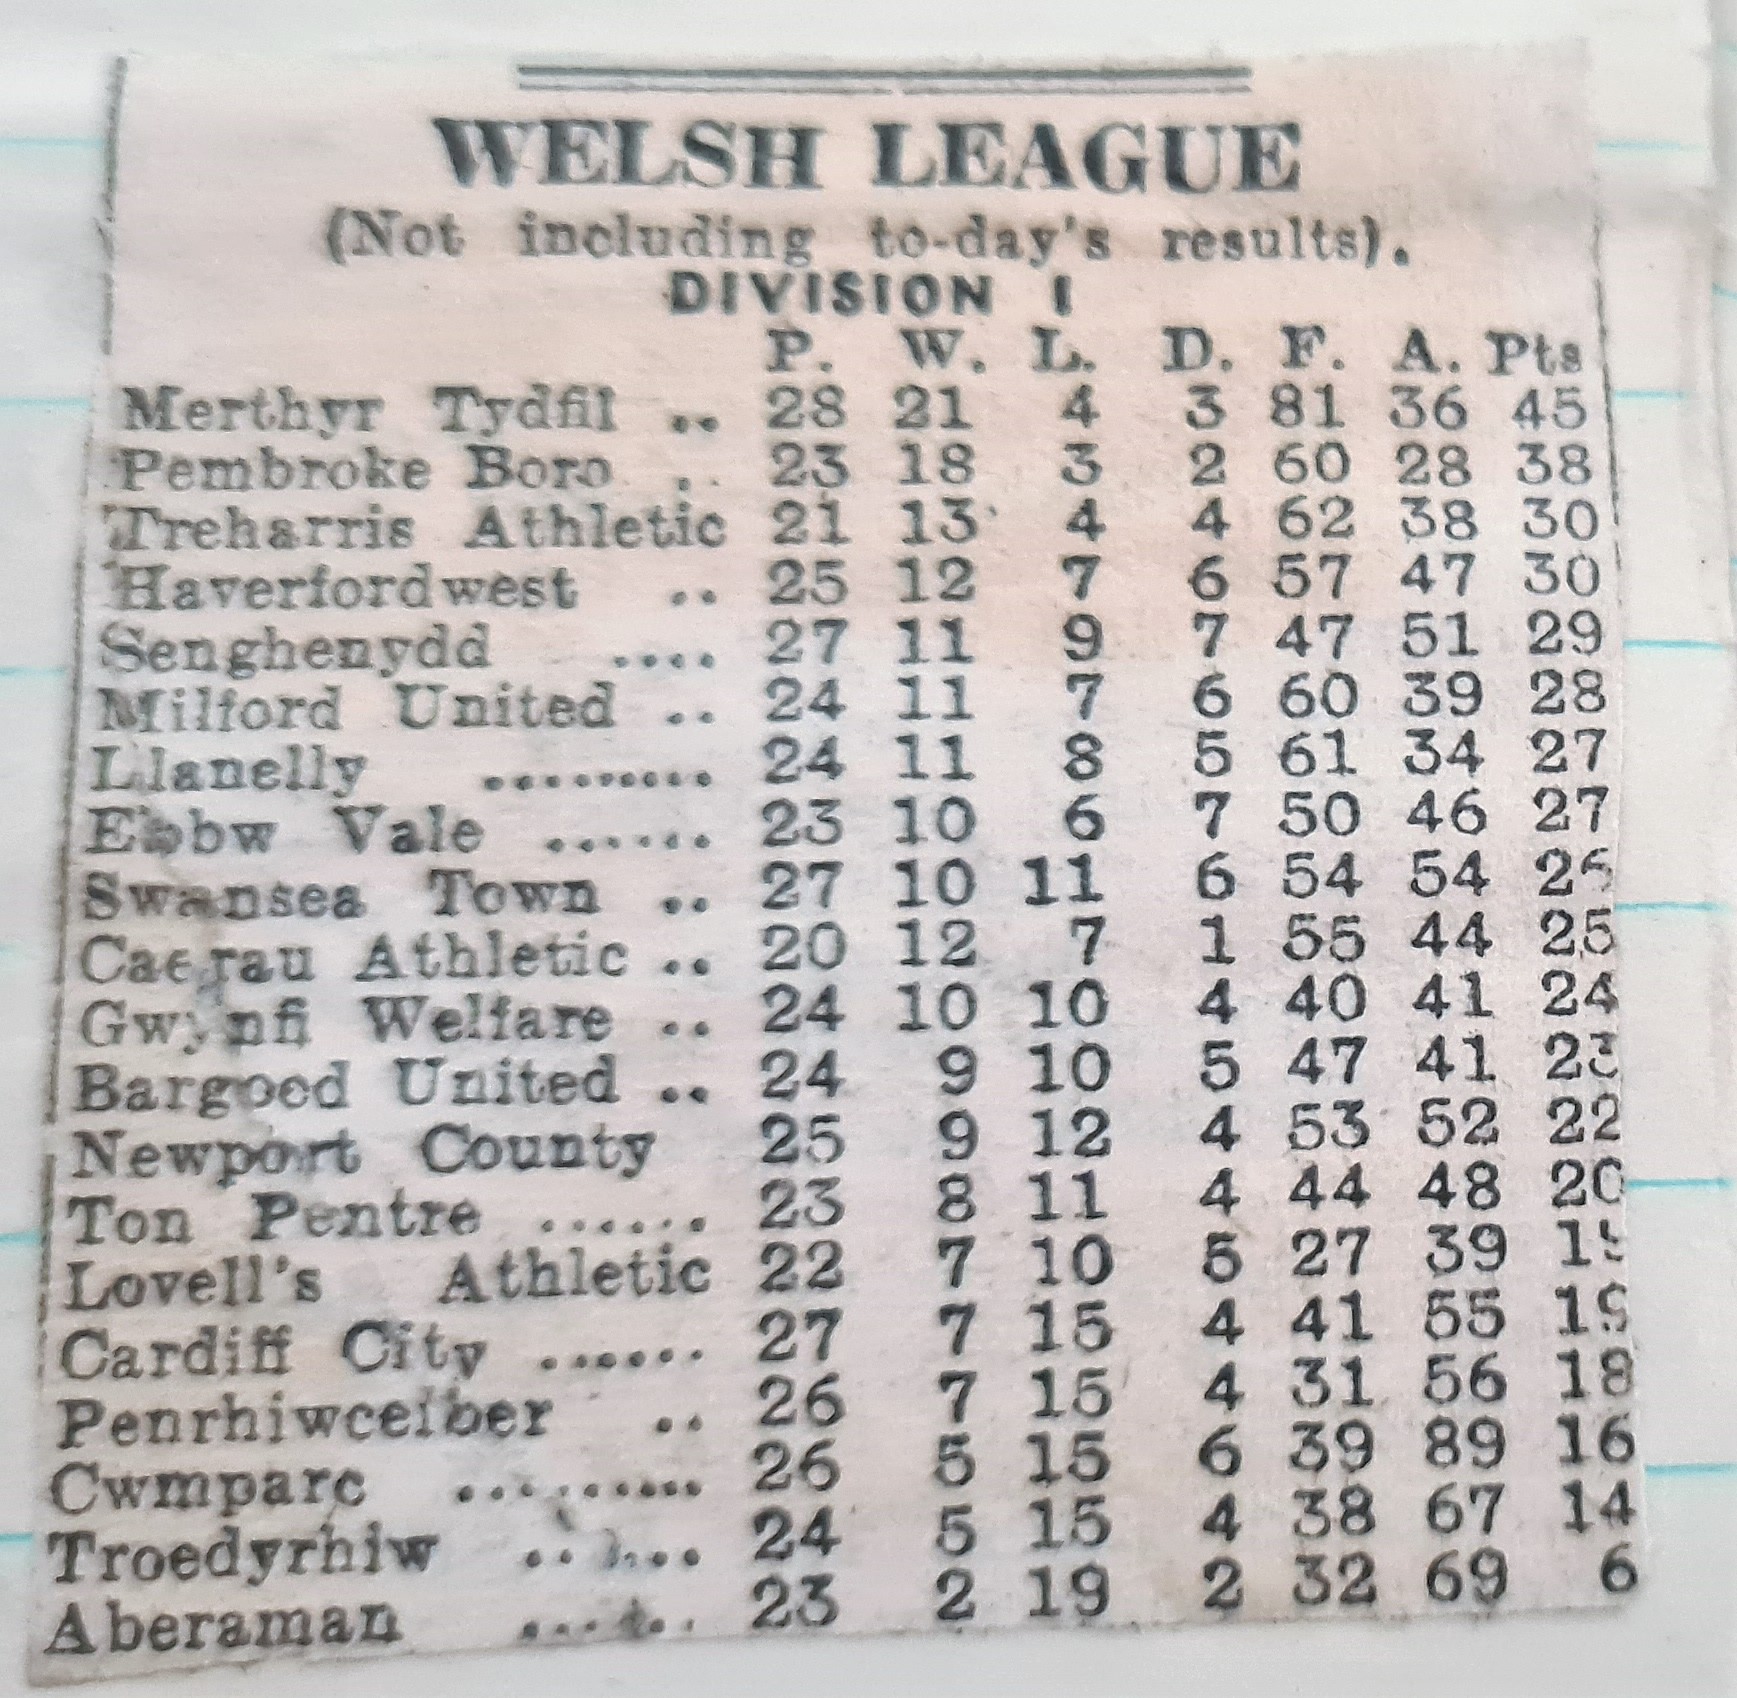 WELSH LEAGUE
(Not including to-day's results).
DIVISION I
P. W. L. D. F. A. Pts
Merthyr Tydfil .. 28 21 4 3 81 36 45
Pembroke Boro .. 23 18 3 2 60 28 38
Treharris Athletic 21 13 4 4 62 38 30
Haverfordwest .. 25 12 7 6 57 47 30
Senghenydd .... 27 11 9 7 47 51 29
Milford United .. 24 11 7 6 60 39 28
Llanelly ......... 24 11 8 5 61 34 27
Ebbw Vale ...... 23 10 6 7 50 46 27
Swansea Town .. 27 10 11 6 54 54 26
Caerau Athletic .. 20 12 7 1 55 44 25
Gwynfi Welfare .. 24 10 10 4 40 41 24
Bargoed United .. 24 9 10 5 47 41 23
Newport County 25 9 12 4 53 52 22
Ton Pentre ...... 23 8 11 4 44 48 20
Lovell's Athletic 22 7 10 5 27 39 19
Cardiff City ...... 27 7 15 4 41 55 19
Penrhiwceiber .. 26 7 15 4 31 56 18
Cwmparc ......... 26 5 15 6 39 89 16
Troedyrhiw ...... 24 5 15 4 38 67 14
Aberaman ...... 23 2 19 2 32 69 6